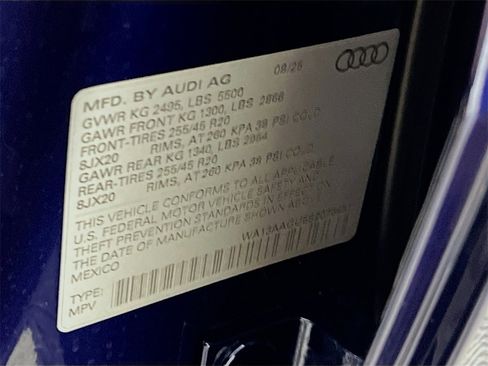 MFD. BY AUDI AG 09/25
GVWR KG 2495, LBS 5500
GAWR FRONT KG 1300, LBS 2866
FRONT-TIRES 255/45 R20
8JX20 RIMS, AT 260 KPA 38 PSI COLD
GAWR REAR KG 1340, LBS 2954
REAR-TIRES 255/45 R20
8JX20 RIMS, AT 260 KPA 38 PSI COLD
THIS VEHICLE CONFORMS TO ALL APPLICABLE
U.S. FEDERAL MOTOR VEHICLE SAFETY AND
THEFT PREVENTION STANDARDS IN EFFECT ON
THE DATE OF MANUFACTURE SHOWN ABOVE.
MEXICO
TYPE:
MPV